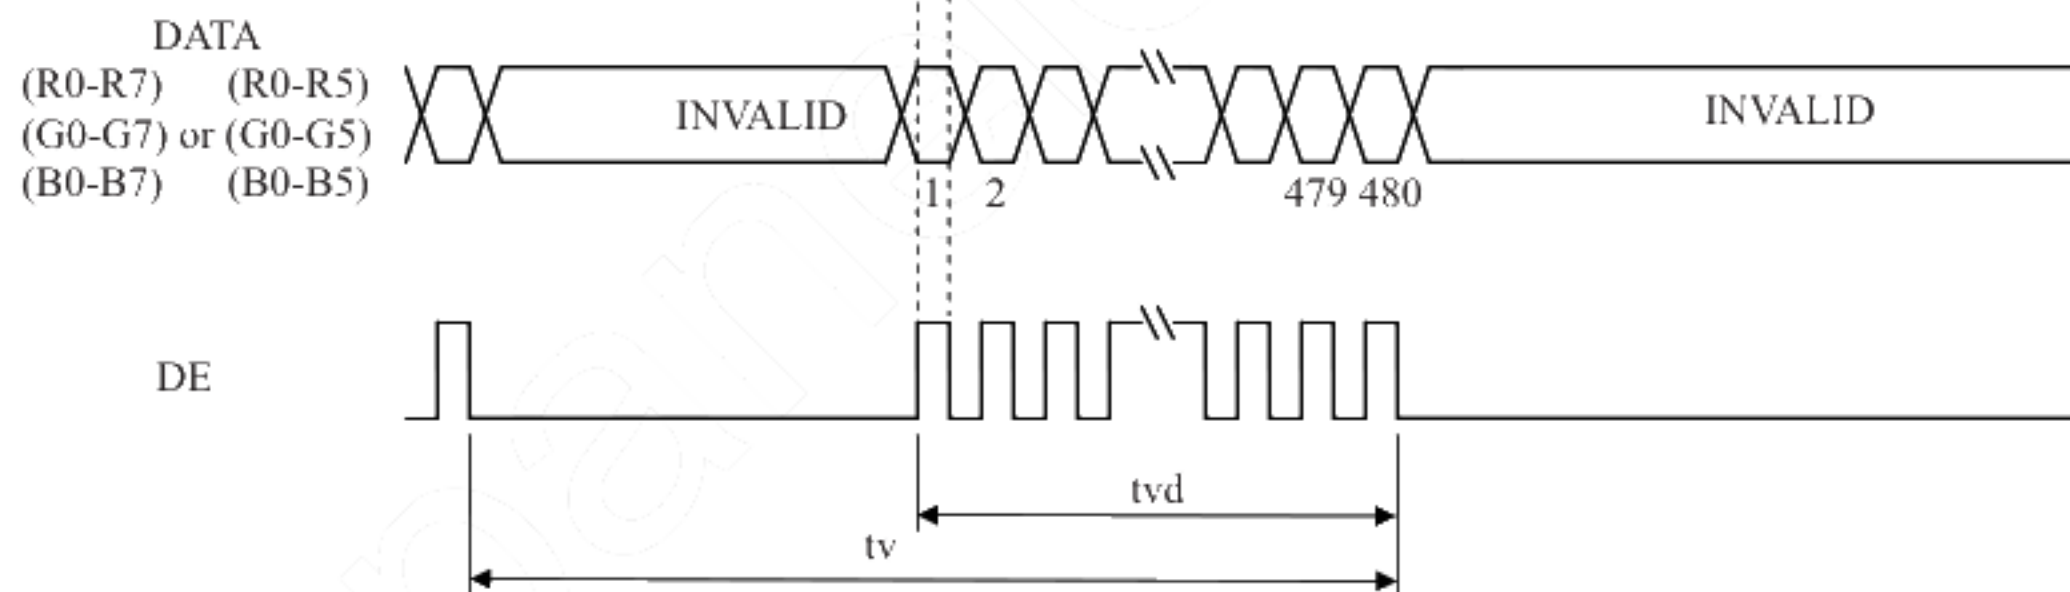 DATA
(R0-R7) (R0-R5)
(G0-G7) or (G0-G5)
(B0-B7) (B0-B5)
INVALID
INVALID
1 2 479 480
DE
tvd
tv